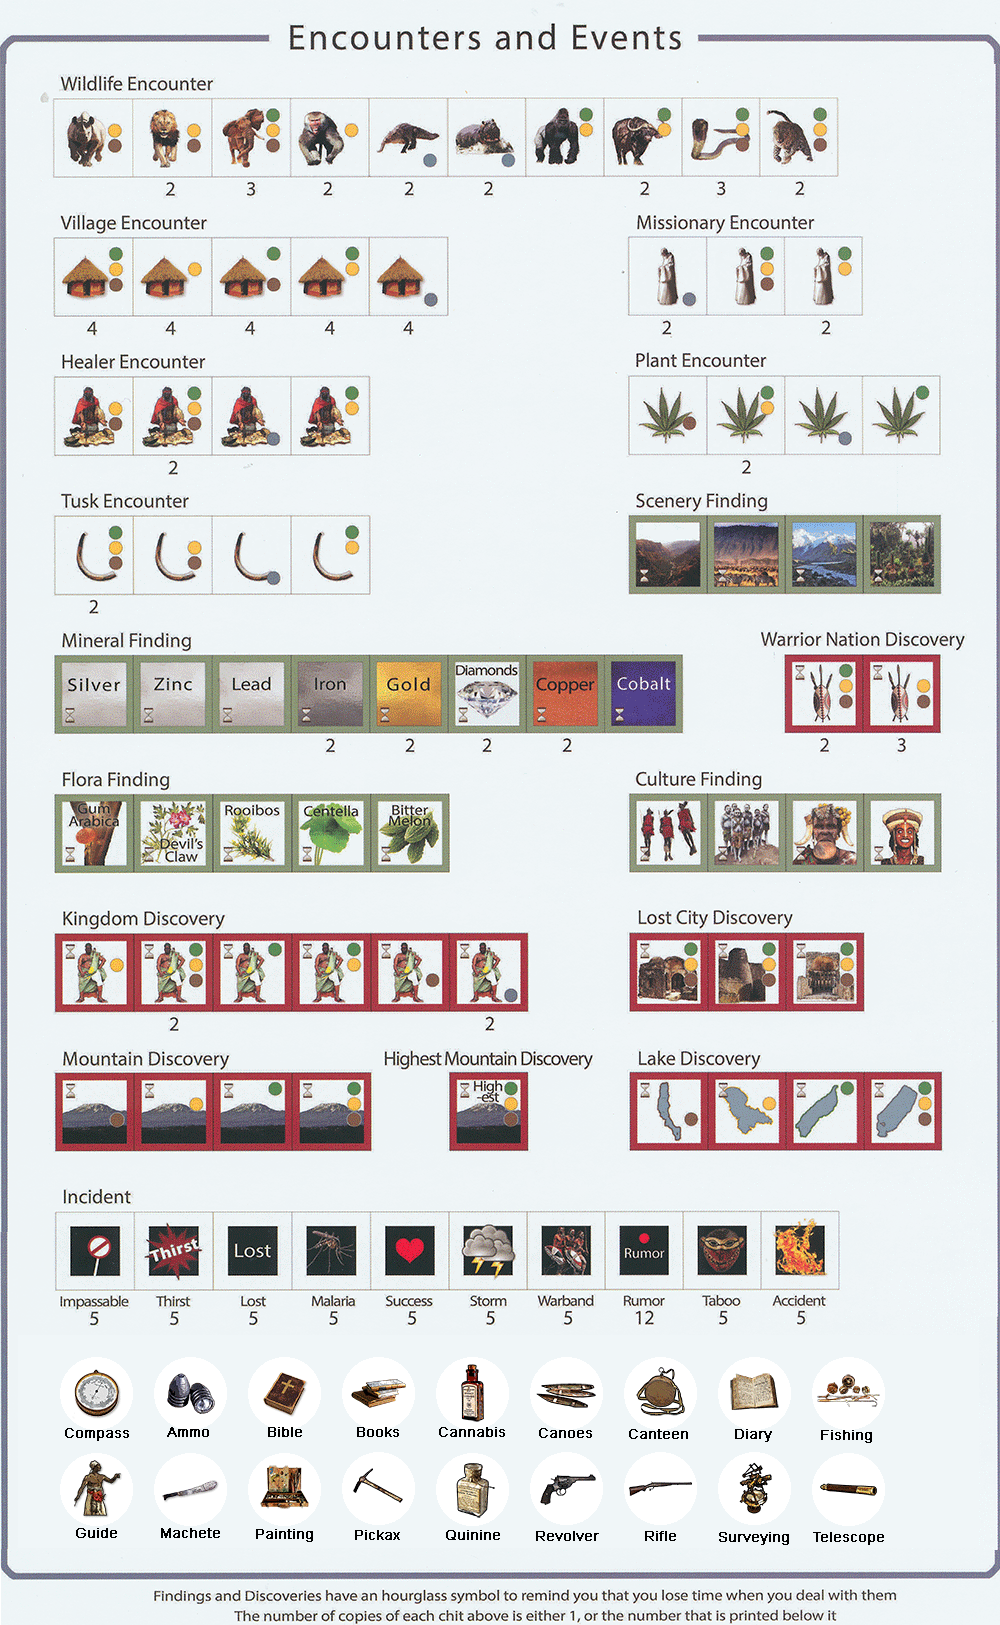 Encounters and Events
Wildlife Encounter
2 3 2 2 2 2 3 2
Village Encounter
4 4 4 4 4
Missionary Encounter
2 2
Healer Encounter
2
Plant Encounter
2
Tusk Encounter
2
Scenery Finding
Mineral Finding
Silver
Zinc
Lead
Iron
Gold
Diamonds
Copper
Cobalt
2 2 2 2
Warrior Nation Discovery
2 3
Flora Finding
Gum
Arabica
Devil's
Claw
Rooibos
Centella
Bitter
Melon
Culture Finding
Kingdom Discovery
2 2
Lost City Discovery
Mountain Discovery
Highest Mountain Discovery
High
-est
Lake Discovery
Incident
Thirst
Lost
Rumor
Impassable Thirst Lost Malaria Success Storm Warband Rumor Taboo Accident
5 5 5 5 5 5 5 12 5 5
Compass Ammo Bible Books Cannabis Canoes Canteen Diary Fishing
Guide Machete Painting Pickax Quinine Revolver Rifle Surveying Telescope
Findings and Discoveries have an hourglass symbol to remind you that you lose time when you deal with them
The number of copies of each chit above is either 1, or the number that is printed below it